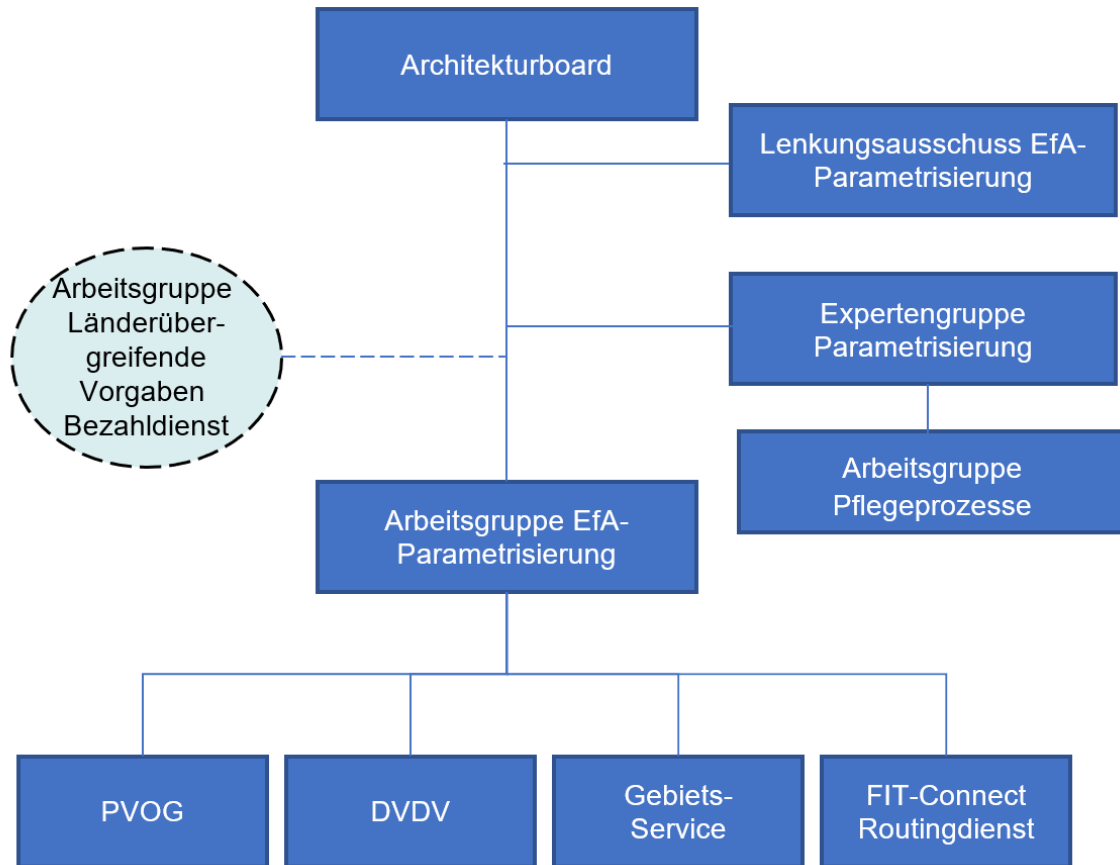 Architekturboard
Lenkungsausschuss EfA-
Parametrisierung
Arbeitsgruppe
Länderüber-
greifende
Vorgaben
Bezahldienst
Expertengruppe
Parametrisierung
Arbeitsgruppe
Pflegeprozesse
Arbeitsgruppe EfA-
Parametrisierung
PVOG
DVDV
Gebiets-
Service
FIT-Connect
Routingdienst